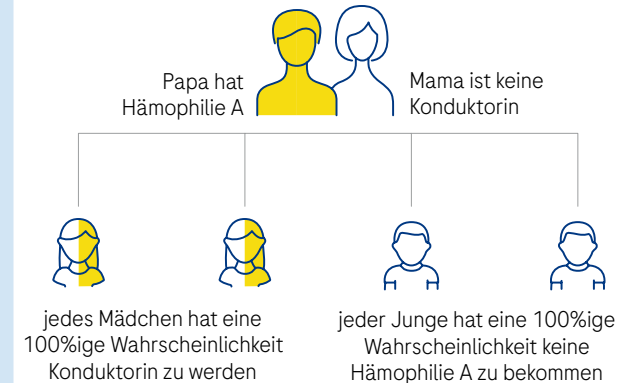 Papa hat
Hämophilie A
Mama ist keine
Konduktorin
jedes Mädchen hat eine
100%ige Wahrscheinlichkeit
Konduktorin zu werden
jeder Junge hat eine 100%ige
Wahrscheinlichkeit keine
Hämophilie A zu bekommen